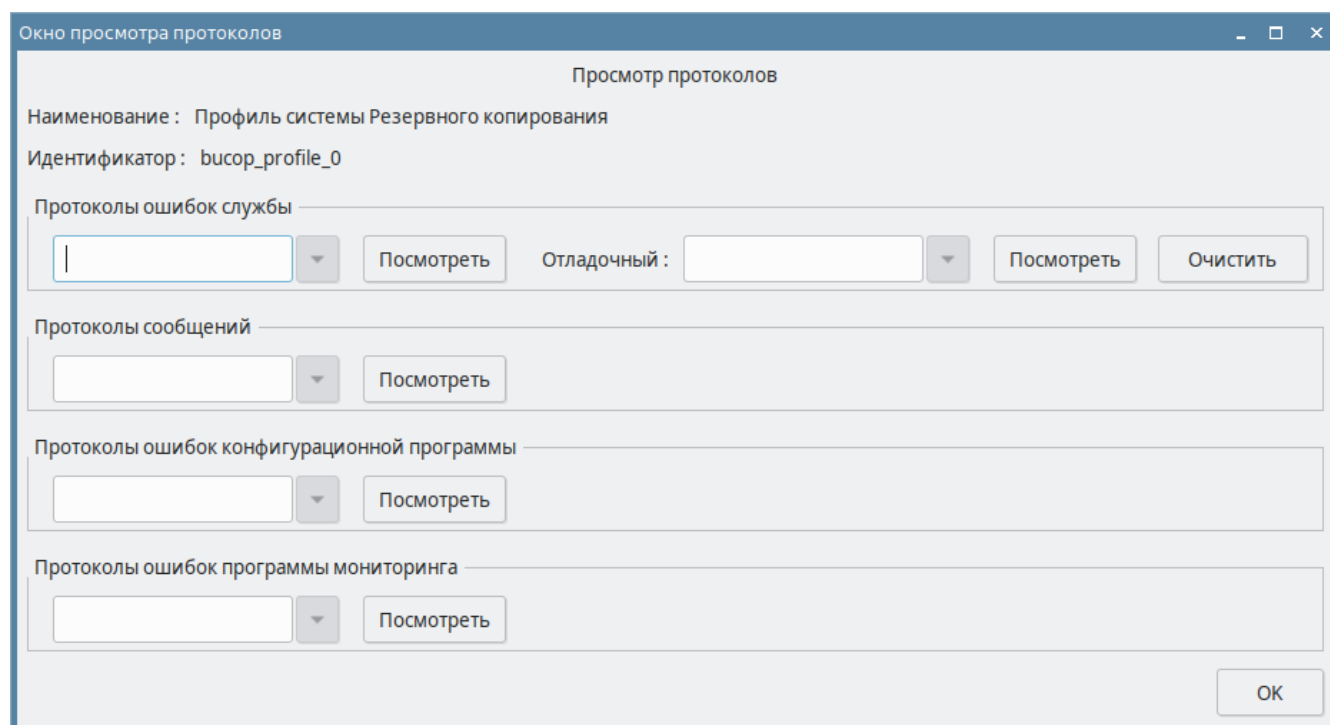 Окно просмотра протоколов
Просмотр протоколов
Наименование : Профиль системы Резервного копирования
Идентификатор : bucop_profile_0
Протоколы ошибок службы
Посмотреть Отладочный : Посмотреть Очистить
Протоколы сообщений
Посмотреть
Протоколы ошибок конфигурационной программы
Посмотреть
Протоколы ошибок программы мониторинга
Посмотреть
OK